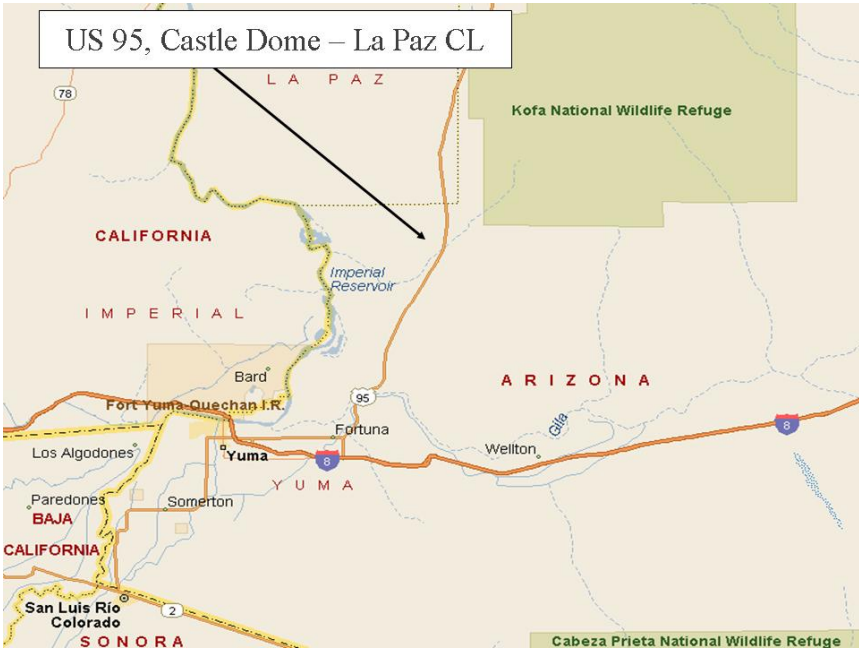 US 95, Castle Dome – La Paz CL
LA PAZ
78
Kofa National Wildlife Refuge
CALIFORNIA
Imperial
Reservoir
IMPERIAL
Bard
ARIZONA
95
Fort Yuma-Quechan I.R.
Gila
8
Fortuna
Los Algodones
Yuma
8
Wellton
YUMA
Paredones
Somerton
BAJA
CALIFORNIA
San Luis Río
Colorado
2
SONORA
Cabeza Prieta National Wildlife Refuge